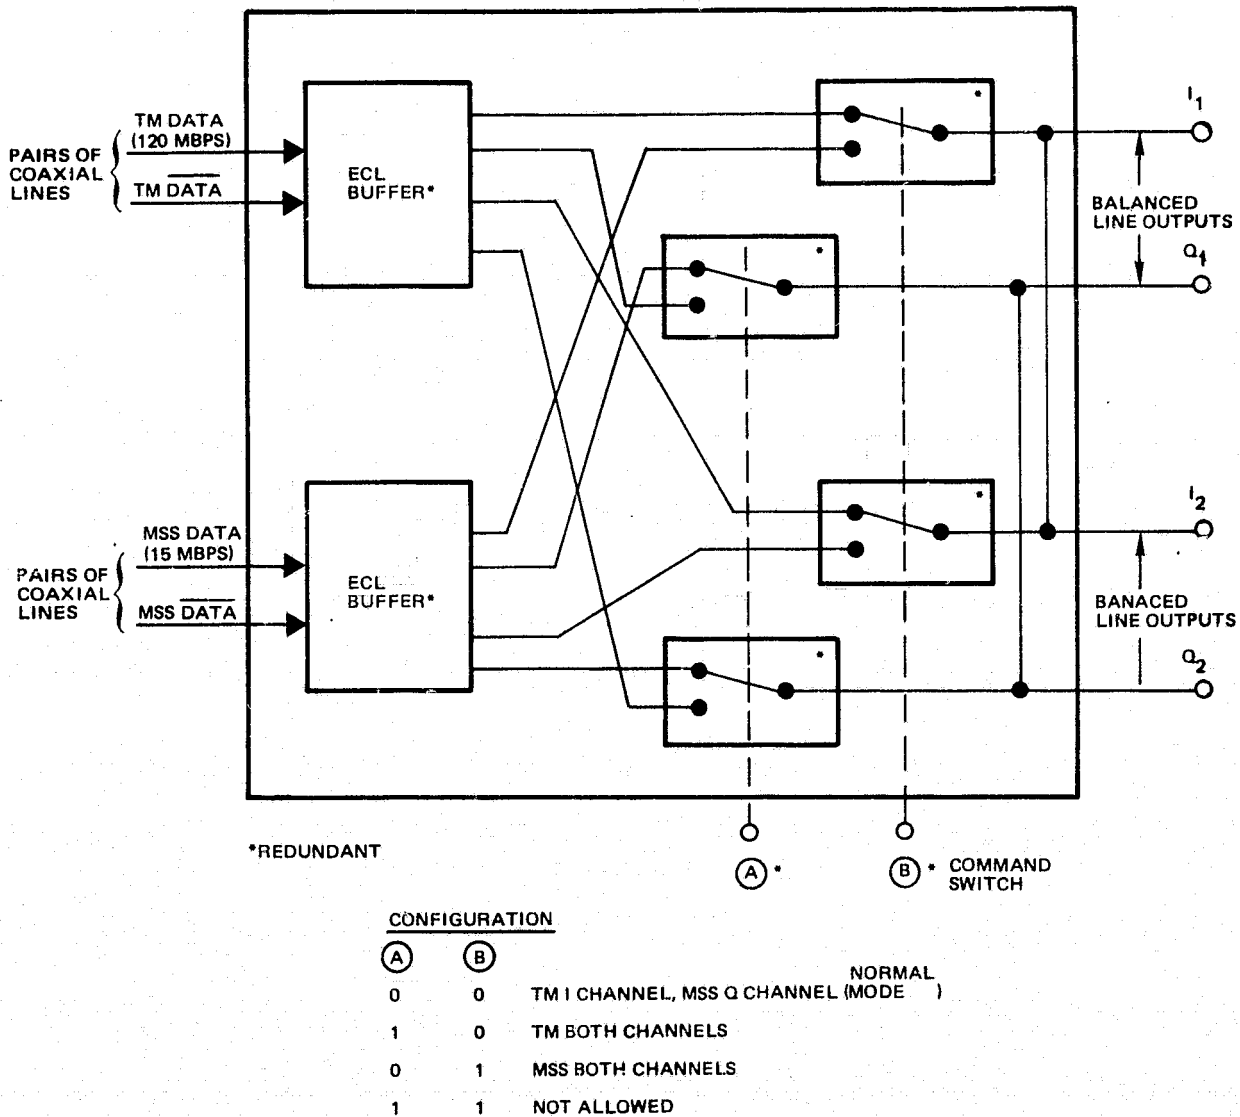 TM DATA
(120 MBPS)
PAIRS OF
COAXIAL
LINES
TM DATA
ECL
BUFFER*
*
I1
BALANCED
LINE OUTPUTS
*
Q1
MSS DATA
(15 MBPS)
PAIRS OF
COAXIAL
LINES
MSS DATA
ECL
BUFFER*
*
I2
BANACED
LINE OUTPUTS
*
Q2
*REDUNDANT
A *
B * COMMAND
SWITCH
CONFIGURATION
A B
0 0 TM I CHANNEL, MSS Q CHANNEL (NORMAL MODE)
1 0 TM BOTH CHANNELS
0 1 MSS BOTH CHANNELS
1 1 NOT ALLOWED